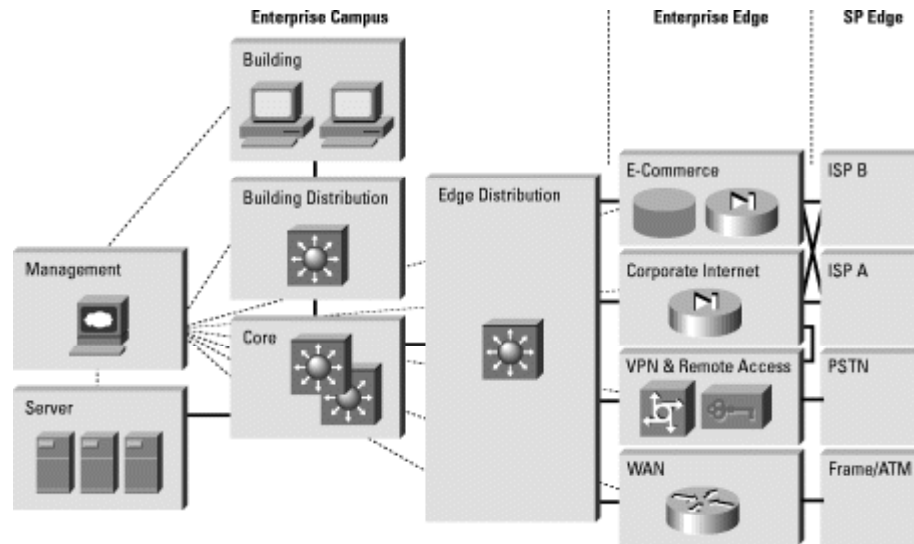 Enterprise Campus
Enterprise Edge
SP Edge
Building
Building Distribution
Management
Core
Server
Edge Distribution
E-Commerce
Corporate Internet
VPN & Remote Access
WAN
ISP B
ISP A
PSTN
Frame/ATM